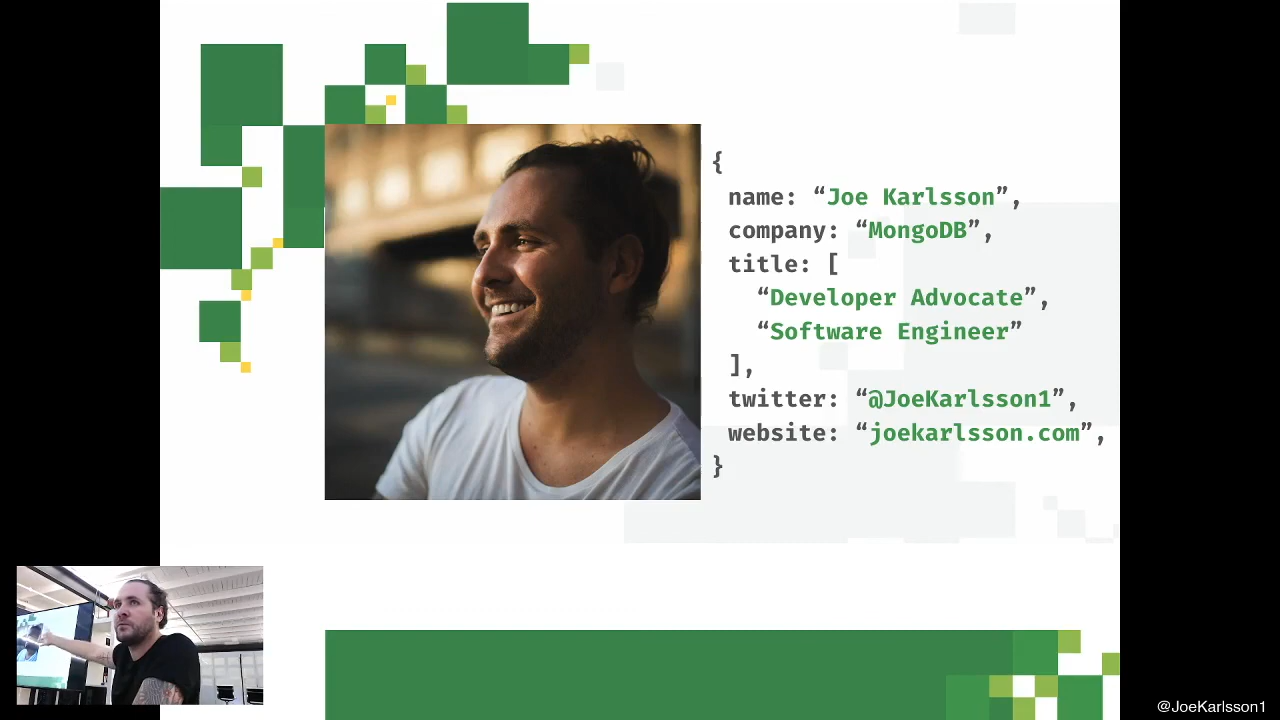 {
name: “Joe Karlsson”,
company: “MongoDB”,
title: [
“Developer Advocate”,
“Software Engineer”
],
twitter: “@JoeKarlsson1”,
website: “joekarlsson.com”,
}
@JoeKarlsson1